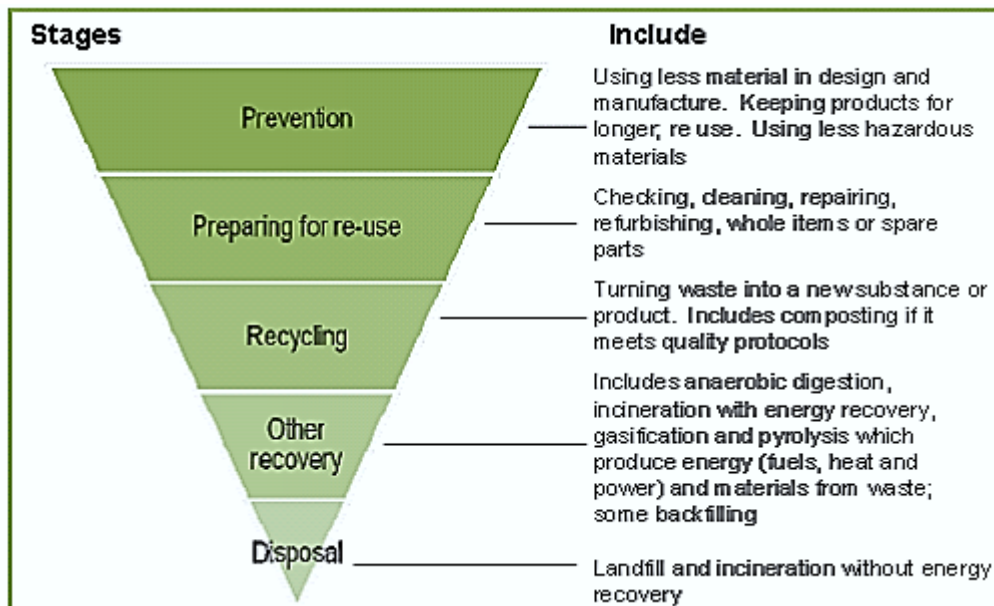 Stages
Include
Prevention
Using less material in design and
manufacture. Keeping products for
longer; re use. Using less hazardous
materials
Preparing for re-use
Checking, cleaning, repairing,
refurbishing, whole items or spare
parts
Recycling
Turning waste into a new substance or
product. Includes composting if it
meets quality protocols
Other
recovery
Includes anaerobic digestion,
incineration with energy recovery,
gasification and pyrolysis which
produce energy (fuels, heat and
power) and materials from waste;
some backfilling
Disposal
Landfill and incineration without energy
recovery